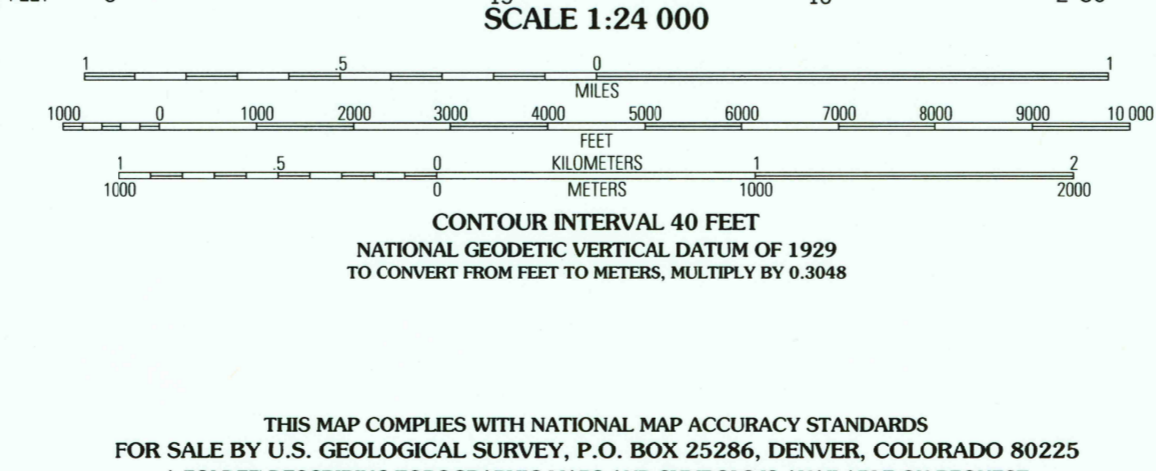 SCALE 1:24 000
1 .5 0 1
MILES
1000 0 1000 2000 3000 4000 5000 6000 7000 8000 9000 10 000
FEET
1 .5 0 KILOMETERS 1 2
1000 0 METERS 1000 2000
CONTOUR INTERVAL 40 FEET
NATIONAL GEODETIC VERTICAL DATUM OF 1929
TO CONVERT FROM FEET TO METERS, MULTIPLY BY 0.3048
THIS MAP COMPLIES WITH NATIONAL MAP ACCURACY STANDARDS
FOR SALE BY U.S. GEOLOGICAL SURVEY, P.O. BOX 25286, DENVER, COLORADO 80225